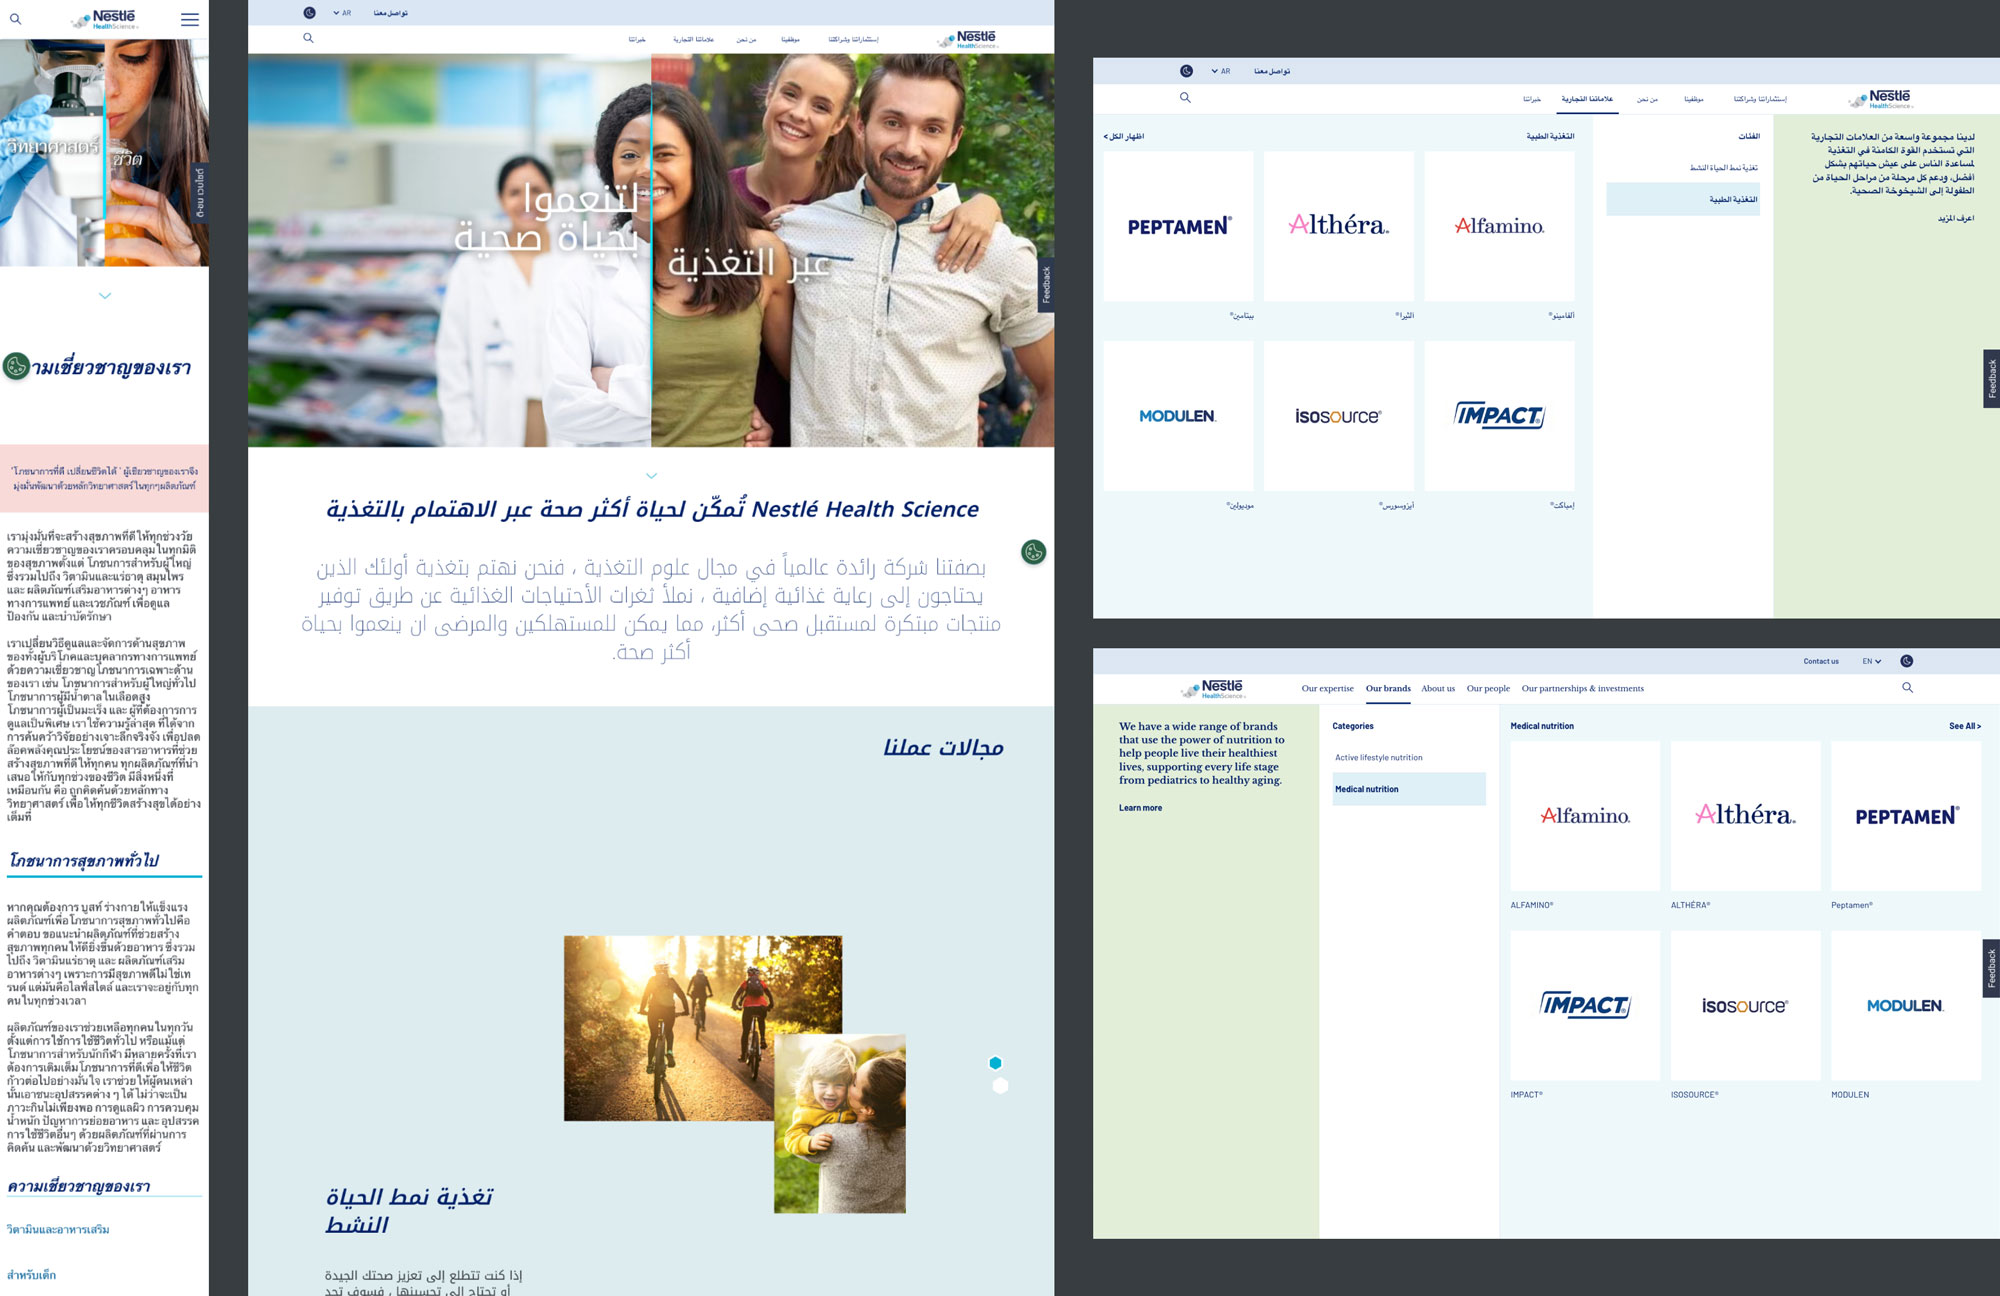 Nestlé
HealthScience
วิทยาศาสตร์
ชีวิต
ติ-ชม เว็บไซต์
ามเชี่ยวชาญของเรา
'โภชนาการที่ดี เปลี่ยนชีวิตได้ ' ผู้เชี่ยวชาญของเราจึง
มุ่งมั่นพัฒนาด้วยหลักวิทยาศาสตร์ ในทุกๆผลิตภัณฑ์
เรามุ่งมั่นที่จะสร้างสุขภาพที่ดี ให้ทุกช่วงวัย
ความเชี่ยวชาญของเราครอบคลุม ในทุกมิติ
ของสุขภาพตั้งแต่ โภชนาการสำหรับผู้ใหญ่
ซึ่งรวมไปถึง วิตามินและแร่ธาตุ สมุนไพร
และ ผลิตภัณฑ์เสริมอาหารต่างๆ อาหาร
ทางการแพทย์ และเวชภัณฑ์ เพื่อดูแล
ป้องกัน และบำบัดรักษา
เราเปลี่ยนวิธีดูแลและจัดการด้านสุขภาพ
ของทั้งผู้บริโภคและบุคลากรทางการแพทย์
ด้วยความเชี่ยวชาญ โภชนาการเฉพาะด้าน
ของเรา เช่น โภชนาการสำหรับผู้ใหญ่ทั่วไป
โภชนาการผู้มีน้ำตาลในเลือดสูง
โภชนาการผู้เป็นมะเร็ง และ ผู้ที่ต้องการการ
ดูแลเป็นพิเศษ เราใช้ความรู้ล่าสุด ที่ได้จาก
การค้นคว้าวิจัยอย่างเจาะลึกจริงจัง เพื่อปลด
ล๊อคพลังคุณประโยชน์ของสารอาหารที่ช่วย
สร้างสุขภาพที่ดี ให้ทุกคน ทุกผลิตภัณฑ์ที่นำ
เสนอ ให้กับทุกช่วงของชีวิต มีสิ่งหนึ่งที่
เหมือนกัน คือ ถูกคิดค้นด้วยหลักทาง
วิทยาศาสตร์ เพื่อ ให้ทุกชีวิตสร้างสุขได้อย่าง
เต็มที่
โภชนาการสุขภาพทั่วไป
หากคุณต้องการ บูสท์ ร่างกาย ให้แข็งแรง
ผลิตภัณฑ์เพื่อ โภชนาการสุขภาพทั่วไปคือ
คำตอบ ขอแนะนำผลิตภัณฑ์ที่ช่วยสร้าง
สุขภาพทุกคน ให้ดียิ่งขึ้นด้วยอาหาร ซึ่งรวม
ไปถึง วิตามินแร่ธาตุ และ ผลิตภัณฑ์เสริม
อาหารต่างๆ เพราะการมีสุขภาพดีไม่ ใช่เท
รนด์ แต่มันคือไลฟ์สไตล์ และเราจะอยู่กับทุก
คน ในทุกช่วงเวลา
ผลิตภัณฑ์ของเราช่วยเหลือทุกคน ในทุกวัน
ตั้งแต่การ ใช้การ ใช้ชีวิตทั่วไป หรือแม้แต่
โภชนาการสำหรับนักกีฬา มีหลายครั้งที่เรา
ต้องการเติมเต็ม โภชนาการที่ดีเพื่อ ให้ชีวิต
ก้าวต่อไปอย่างมั่นใจ เราช่วย ให้ผู้คนเหล่า
นั้นเอาชนะอุปสรรคต่าง ๆ ได้ ไม่ว่าจะเป็น
ภาวะกินไม่เพียงพอ การดูแลผิว การควบคุม
น้ำหนัก ปัญหาการย่อยอาหาร และ อุปสรรค
การ ใช้ชีวิตอื่นๆ ด้วยผลิตภัณฑ์ที่ผ่านการ
คิดค้น และพัฒนาด้วยวิทยาศาสตร์
ความเชี่ยวชาญของเรา
วิตามินและอาหารเสริม
สำหรับเด็ก
تواصل معنا AR
Nestlé
HealthScience
إستثماراتنا وشراكتنا موظفينا من نحن علاماتنا التجارية خبراتنا
لتنعموا
بحياة صحية
عبر التغذية
Feedback
Nestlé Health Science تُمكّن لحياة أكثر صحة عبر الاهتمام بالتغذية
بصفتنا شركة رائدة عالمياً في مجال علوم التغذية ، فنحن نهتم بتغذية أولئك الذين
يحتاجون إلى رعاية غذائية إضافية ، نملأ ثغرات الأحتياجات الغذائية عن طريق توفير
منتجات مبتكرة لمستقبل صحى أكثر، مما يمكن للمستهلكين والمرضى ان ينعموا بحياة
أكثر صحة.
مجالات عملنا
تغذية نمط الحياة
النشط
إذا كنت تتطلع إلى تعزيز صحتك الجيدة
أو تحتاج إلى تحسينها ، فسوف تجد
تواصل معنا AR
Nestlé
HealthScience
إستثماراتنا وشراكتنا موظفينا من نحن علاماتنا التجارية خبراتنا
لدينا مجموعة واسعة من العلامات التجارية
التي تستخدم القوة الكامنة في التغذية
لمساعدة الناس على عيش حياتهم بشكل
أفضل، ودعم كل مرحلة من مراحل الحياة من
الطفولة إلى الشيخوخة الصحية.
اعرف المزيد
الفئات
تغذية نمط الحياة النشط
التغذية الطبية
التغذية الطبية
اظهار الكل >
Alfamino
Althéra
PEPTAMEN®
ألفامينو®
الثيرا®
ببتامين®
IMPACT
isosource®
MODULEN
إمباكت®
أيزوسورس®
موديولين®
Feedback
Contact us EN
Nestlé
HealthScience
Our expertise Our brands About us Our people Our partnerships & investments
We have a wide range of brands
that use the power of nutrition to
help people live their healthiest
lives, supporting every life stage
from pediatrics to healthy aging.
Learn more
Categories
Active lifestyle nutrition
Medical nutrition
Medical nutrition
See All >
Alfamino
Althéra
PEPTAMEN®
ALFAMINO®
ALTHÉRA®
Peptamen®
IMPACT
isosource®
MODULEN
IMPACT®
ISOSOURCE®
MODULEN
Feedback